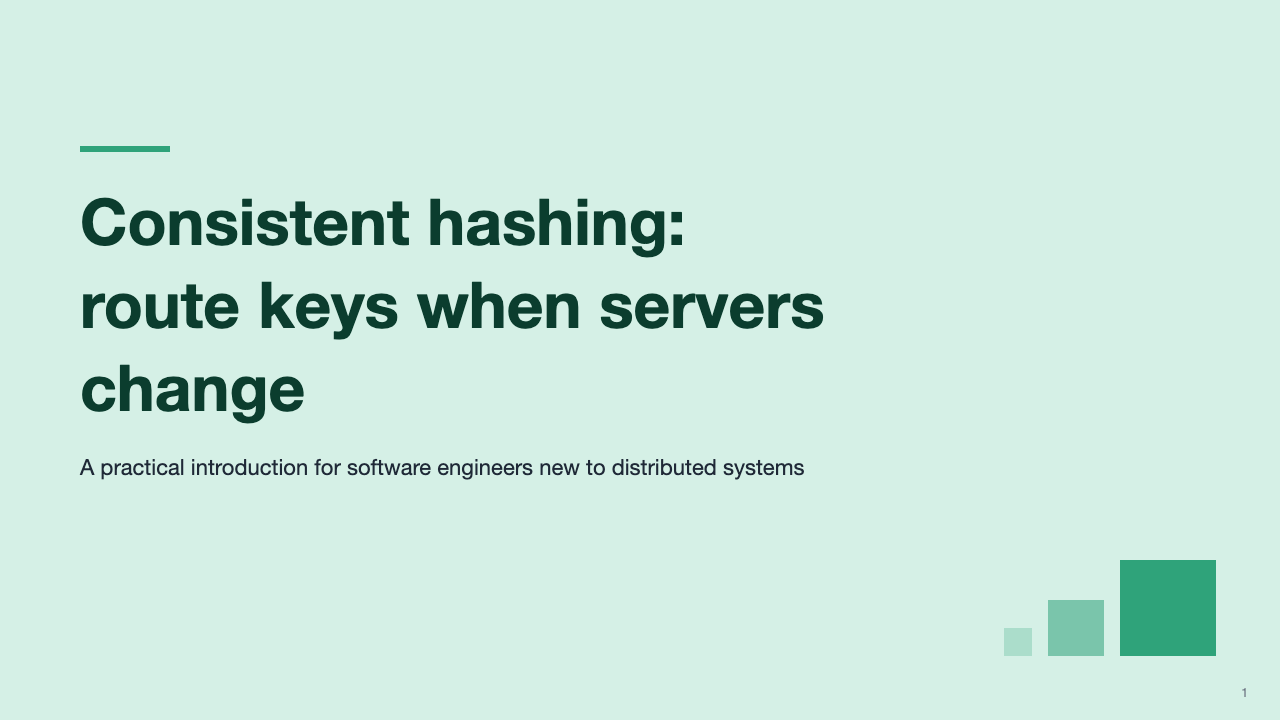 Consistent hashing:
route keys when servers
change
A practical introduction for software engineers new to distributed systems
1